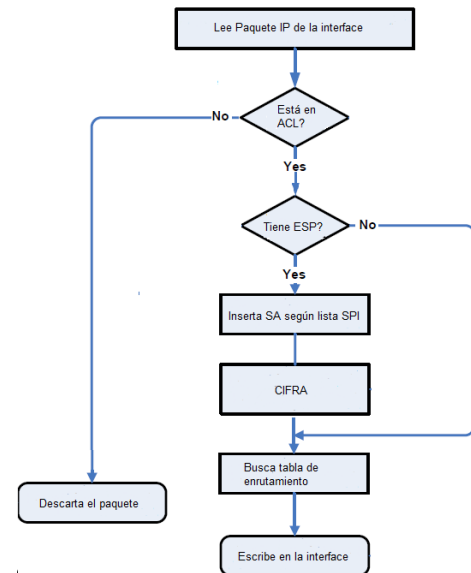 Lee Paquete IP de la interface
Está en
ACL?
No
Yes
Tiene ESP?
No
Yes
Inserta SA según lista SPI
CIFRA
Busca tabla de
enrutamiento
Descarta el paquete
Escribe en la interface